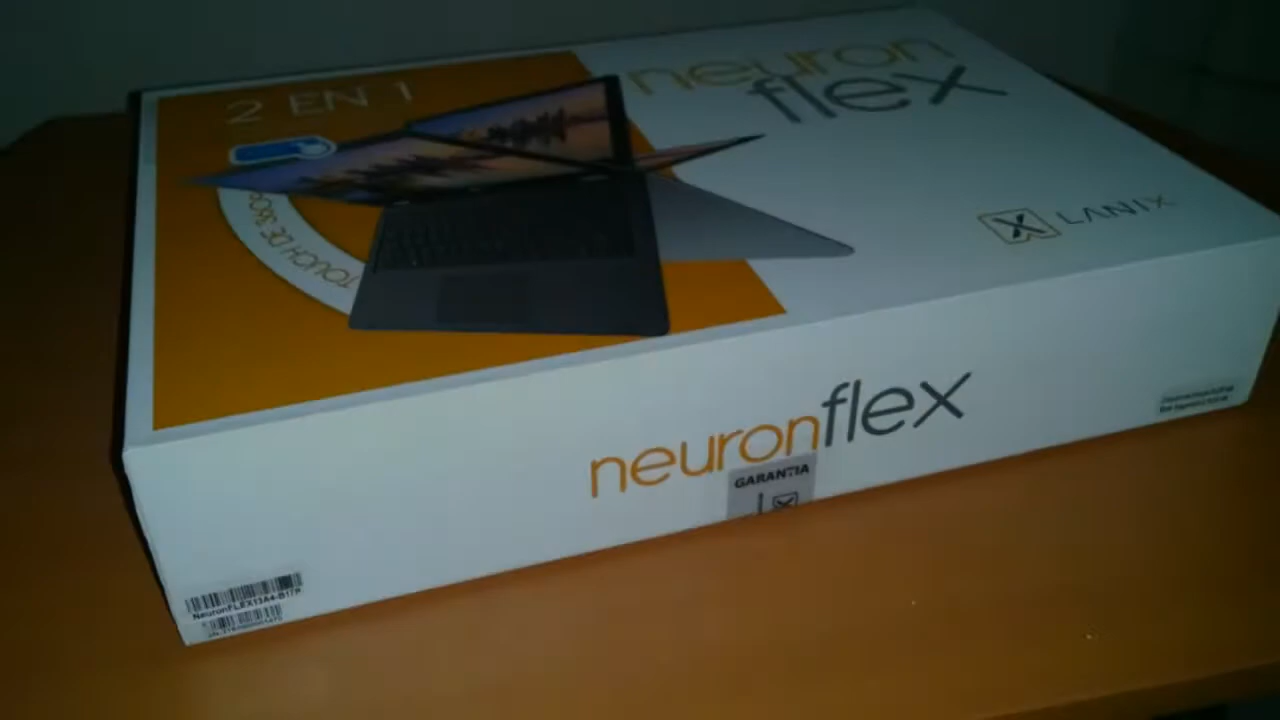 2 EN 1
neuron
flex
TOUCH DE 360°
LANIX
neuronflex
GARANTIA